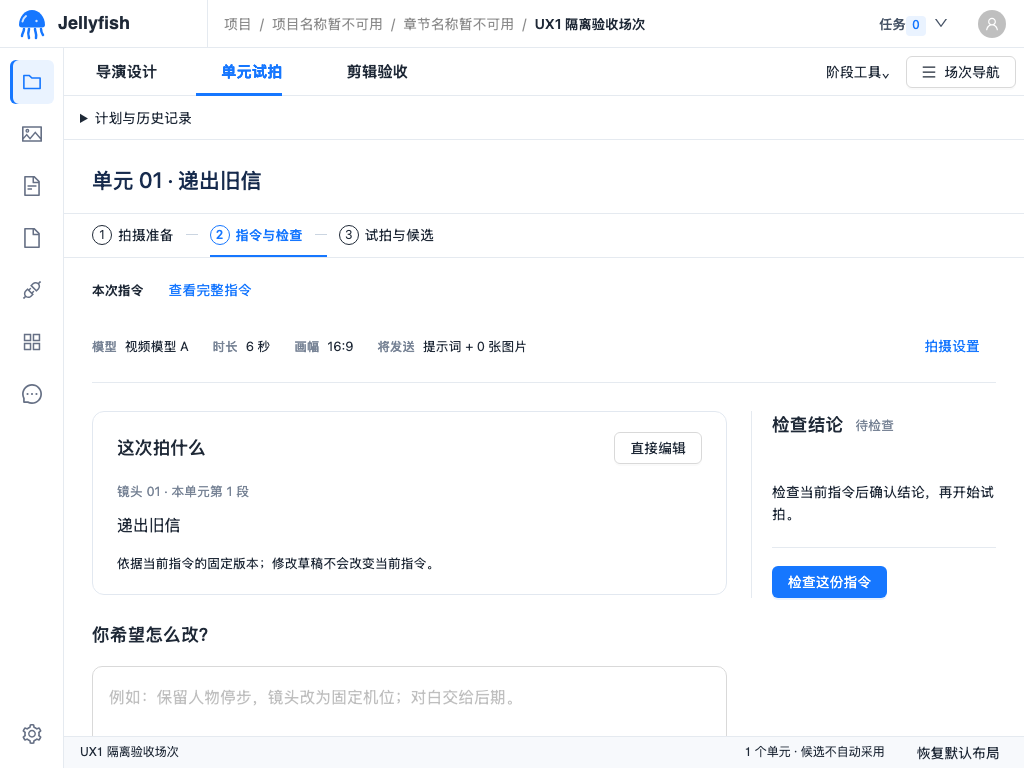 Jellyfish
项目 / 项目名称暂不可用 / 章节名称暂不可用 / UX1 隔离验收场次
任务 0
导演设计 单元试拍 剪辑验收
阶段工具 场次导航
计划与历史记录
单元 01 · 递出旧信
1 拍摄准备 2 指令与检查 3 试拍与候选
本次指令 查看完整指令
模型 视频模型 A 时长 6 秒 画幅 16:9 将发送 提示词 + 0 张图片 拍摄设置
这次拍什么
直接编辑
镜头 01 · 本单元第 1 段
递出旧信
依据当前指令的固定版本；修改草稿不会改变当前指令。
检查结论 待检查
检查当前指令后确认结论，再开始试
拍。
检查这份指令
你希望怎么改？
例如：保留人物停步，镜头改为固定机位；对白交给后期。
UX1 隔离验收场次
1 个单元 · 候选不自动采用 恢复默认布局